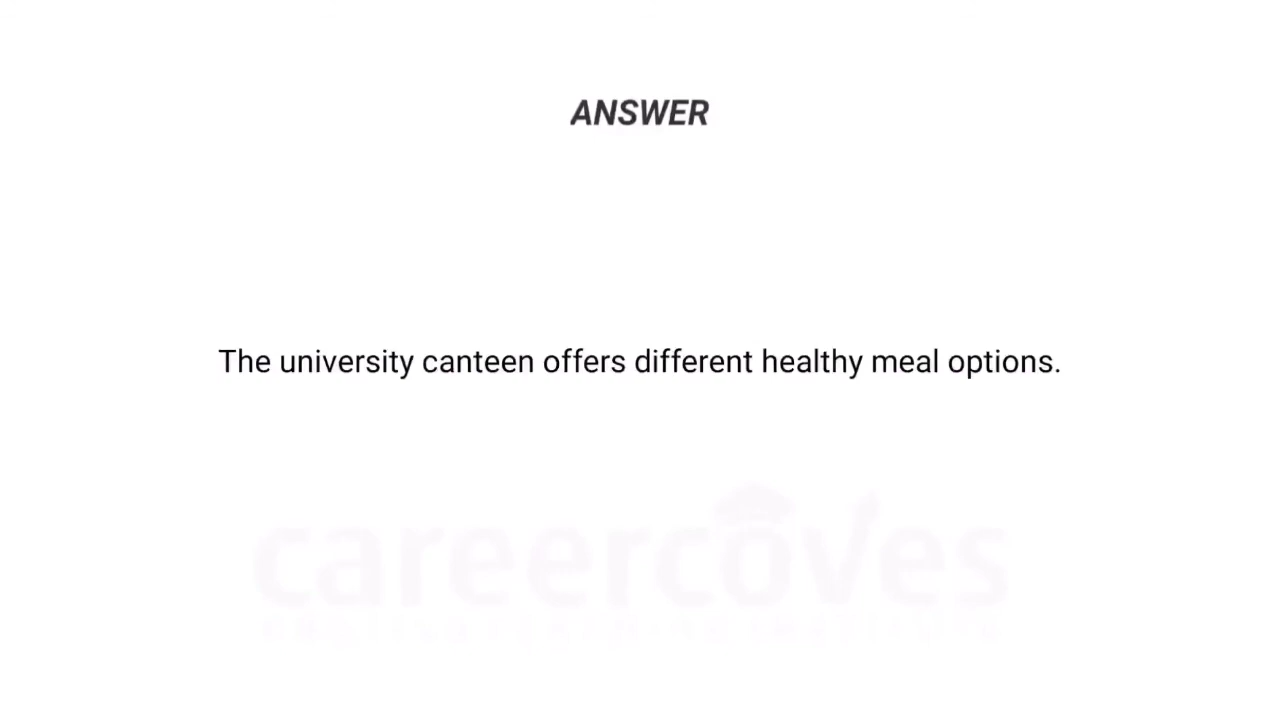 ANSWER
The university canteen offers different healthy meal options.
careercoves